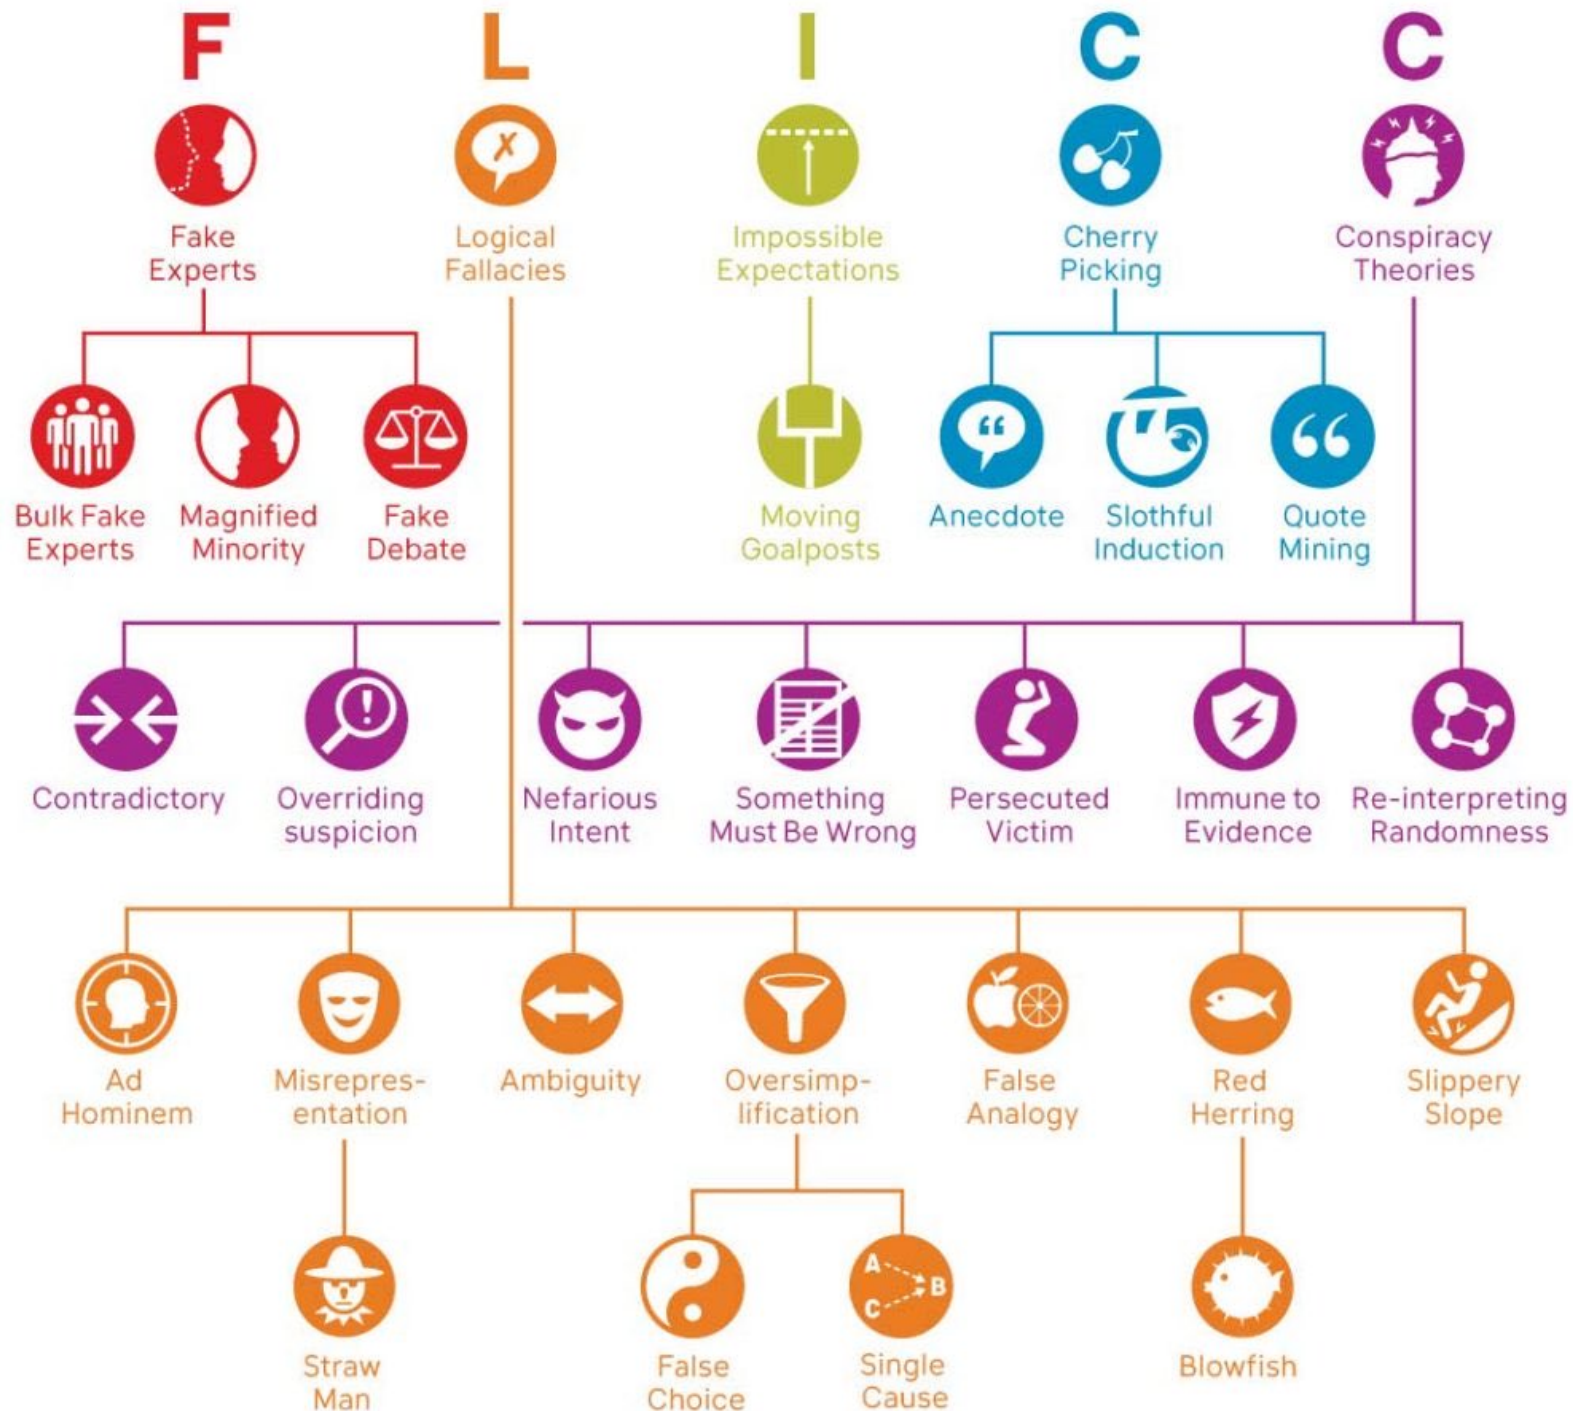 F L I C C
Fake Experts
Logical Fallacies
Impossible Expectations
Cherry Picking
Conspiracy Theories
Bulk Fake Experts
Magnified Minority
Fake Debate
Moving Goalposts
Anecdote
Slothful Induction
Quote Mining
Contradictory
Overriding suspicion
Nefarious Intent
Something Must Be Wrong
Persecuted Victim
Immune to Evidence
Re-interpreting Randomness
Ad Hominem
Misrepres-
entation
Ambiguity
Oversimp-
lification
False Analogy
Red Herring
Slippery Slope
Straw Man
False Choice
A
B
C
Single Cause
Blowfish